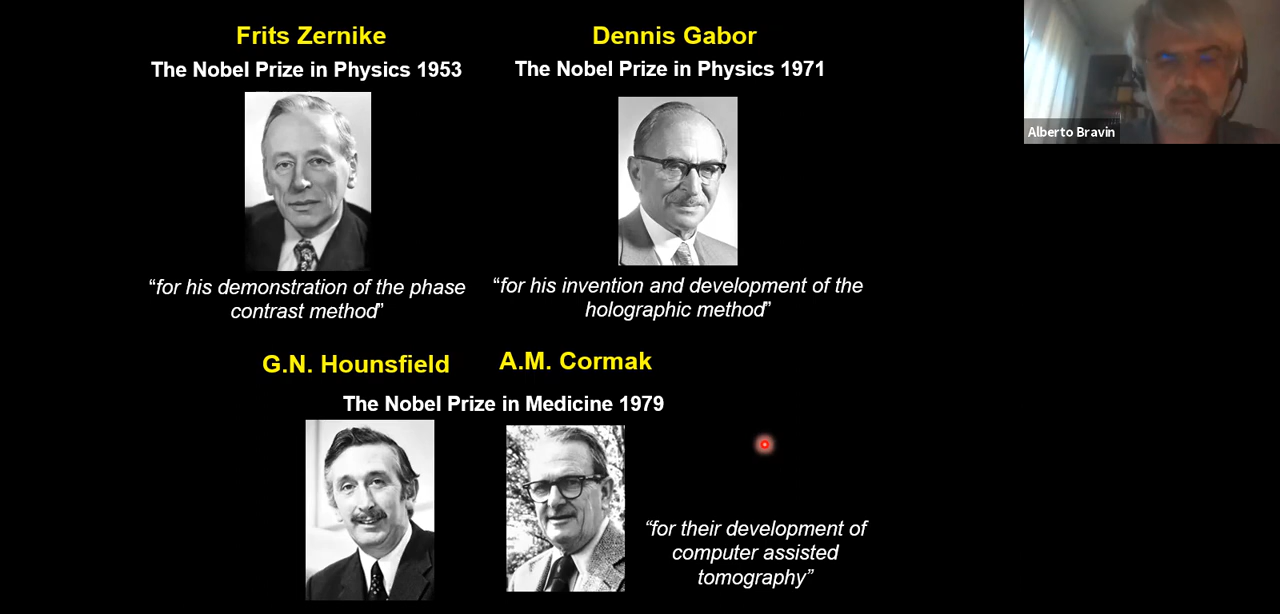 Frits Zernike
The Nobel Prize in Physics 1953
“for his demonstration of the phase
contrast method”
Dennis Gabor
The Nobel Prize in Physics 1971
“for his invention and development of the
holographic method”
Alberto Bravin
G.N. Hounsfield
A.M. Cormak
The Nobel Prize in Medicine 1979
“for their development of
computer assisted
tomography”